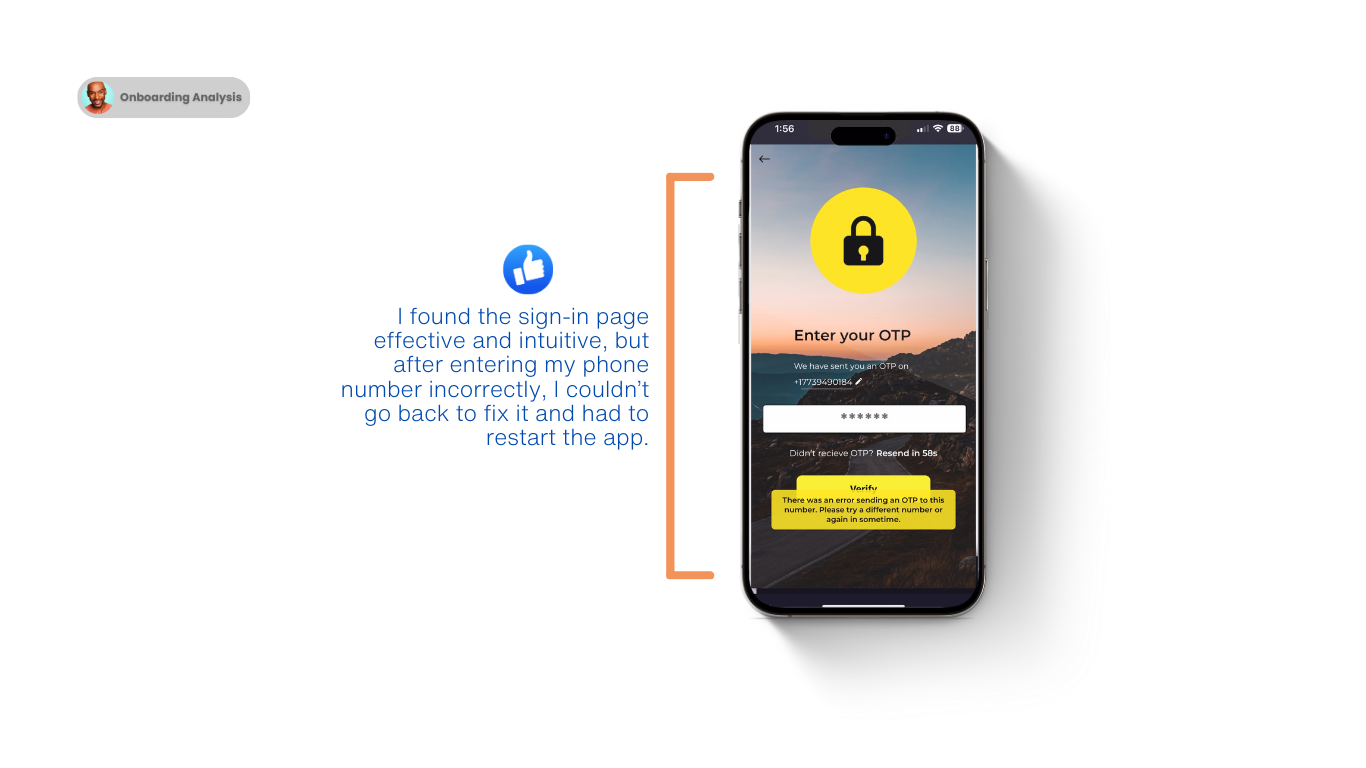 Onboarding Analysis
1:56
88
I found the sign-in page
effective and intuitive, but
after entering my phone
number incorrectly, I couldn't
go back to fix it and had to
restart the app.
Enter your OTP
We have sent you an OTP on
+17739490184
******
Didn't recieve OTP? Resend in 58s
Verify
There was an error sending an OTP to this
number. Please try a different number or
again in sometime.